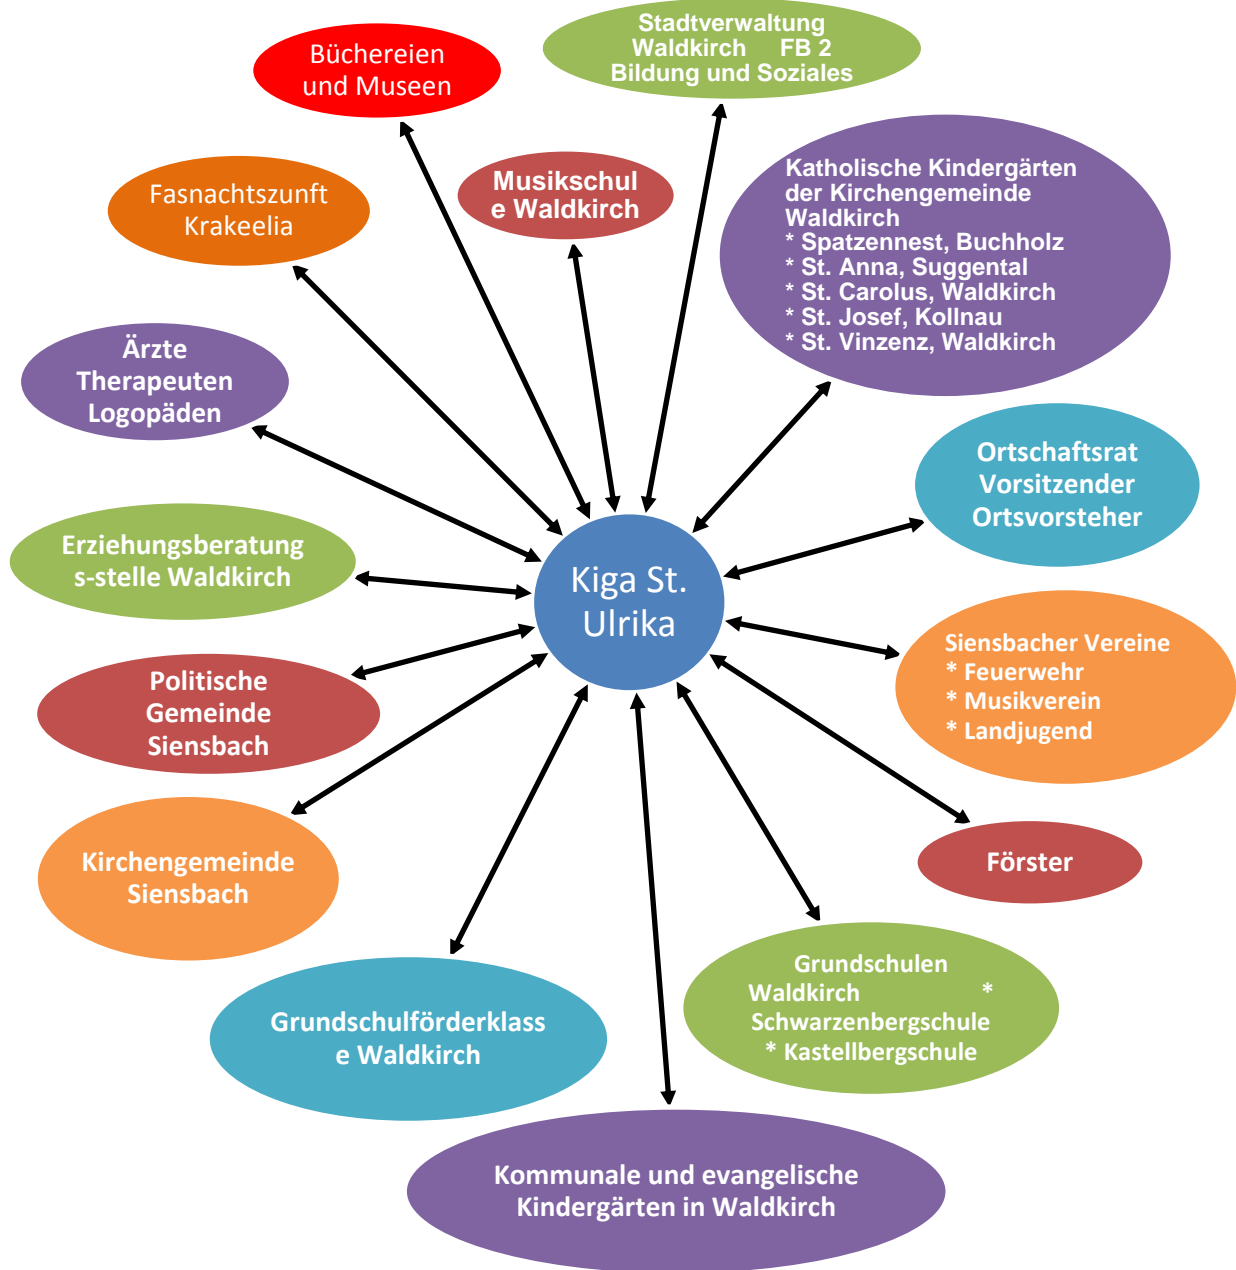 Stadtverwaltung
Waldkirch FB 2
Bildung und Soziales
Büchereien
und Museen
Musikschul
e Waldkirch
Katholische Kindergärten
der Kirchengemeinde
Waldkirch
* Spatzennest, Buchholz
* St. Anna, Suggental
* St. Carolus, Waldkirch
* St. Josef, Kollnau
* St. Vinzenz, Waldkirch
Fasnachtszunft
Krakeelia
Ärzte
Therapeuten
Logopäden
Ortschaftsrat
Vorsitzender
Ortsvorsteher
Erziehungsberatung
s-stelle Waldkirch
Kiga St.
Ulrika
Siensbacher Vereine
* Feuerwehr
* Musikverein
* Landjugend
Politische
Gemeinde
Siensbach
Förster
Kirchengemeinde
Siensbach
Grundschulen
Waldkirch *
Schwarzenbergschule
* Kastellbergschule
Grundschulförderklass
e Waldkirch
Kommunale und evangelische
Kindergärten in Waldkirch